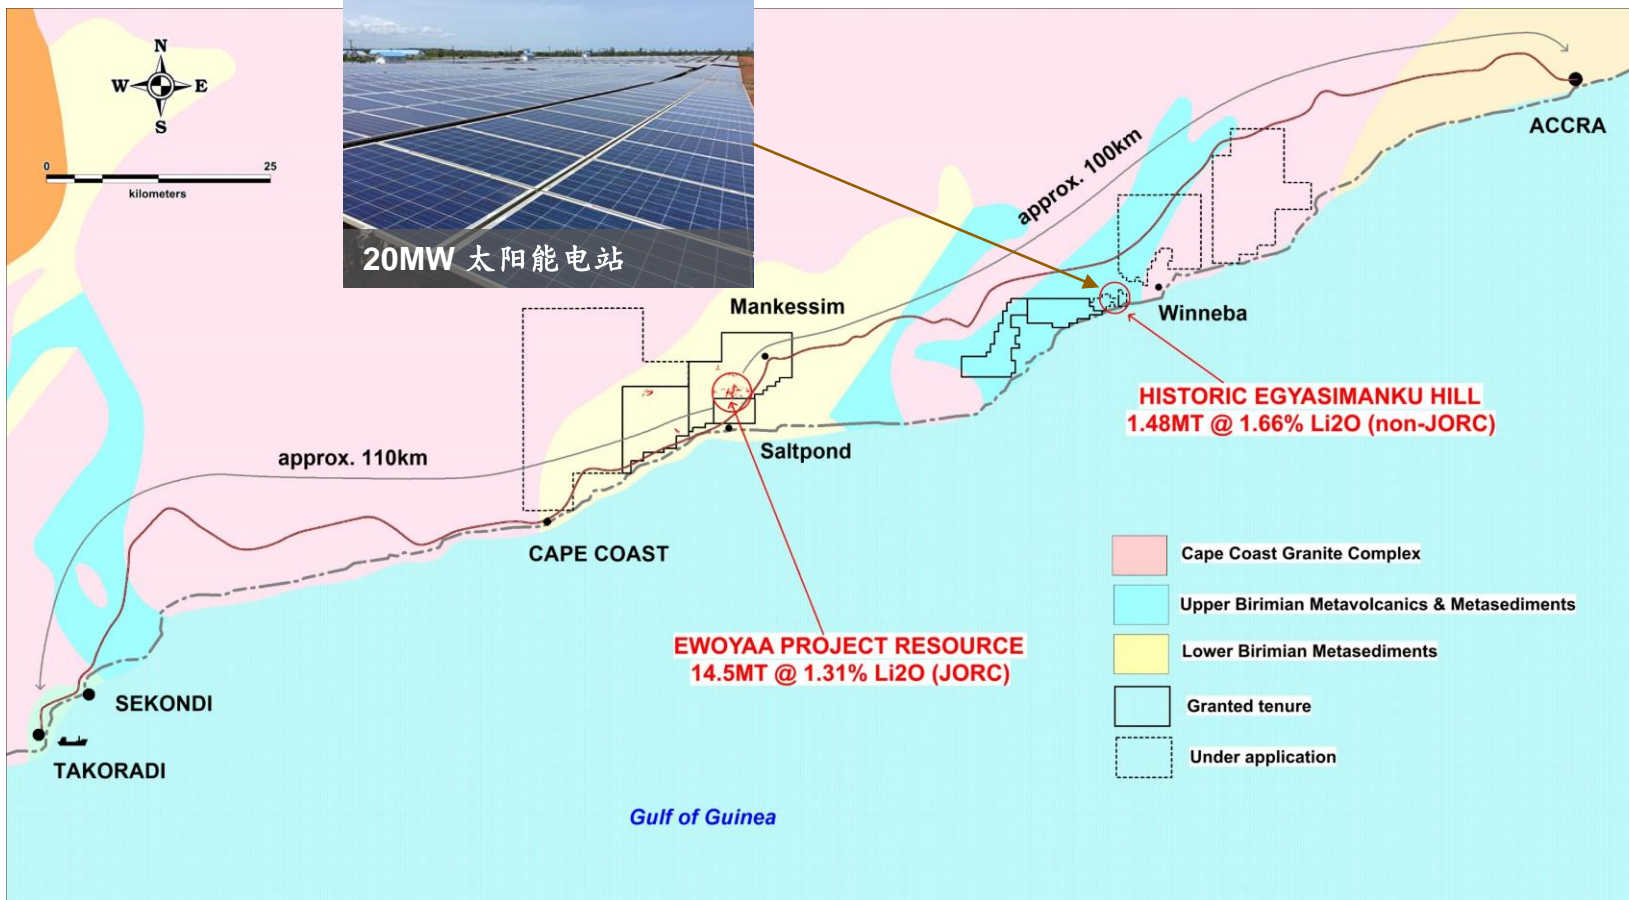 N
W
E
S
0
25
kilometers
20MW 太阳能电站
approx. 100km
ACCRA
Mankessim
Winneba
HISTORIC EGYASIMANKU HILL
1.48MT @ 1.66% Li2O (non-JORC)
Saltpond
approx. 110km
CAPE COAST
EWOYAA PROJECT RESOURCE
14.5MT @ 1.31% Li2O (JORC)
SEKONDI
TAKORADI
Gulf of Guinea
Cape Coast Granite Complex
Upper Birimian Metavolcanics & Metasediments
Lower Birimian Metasediments
Granted tenure
Under application